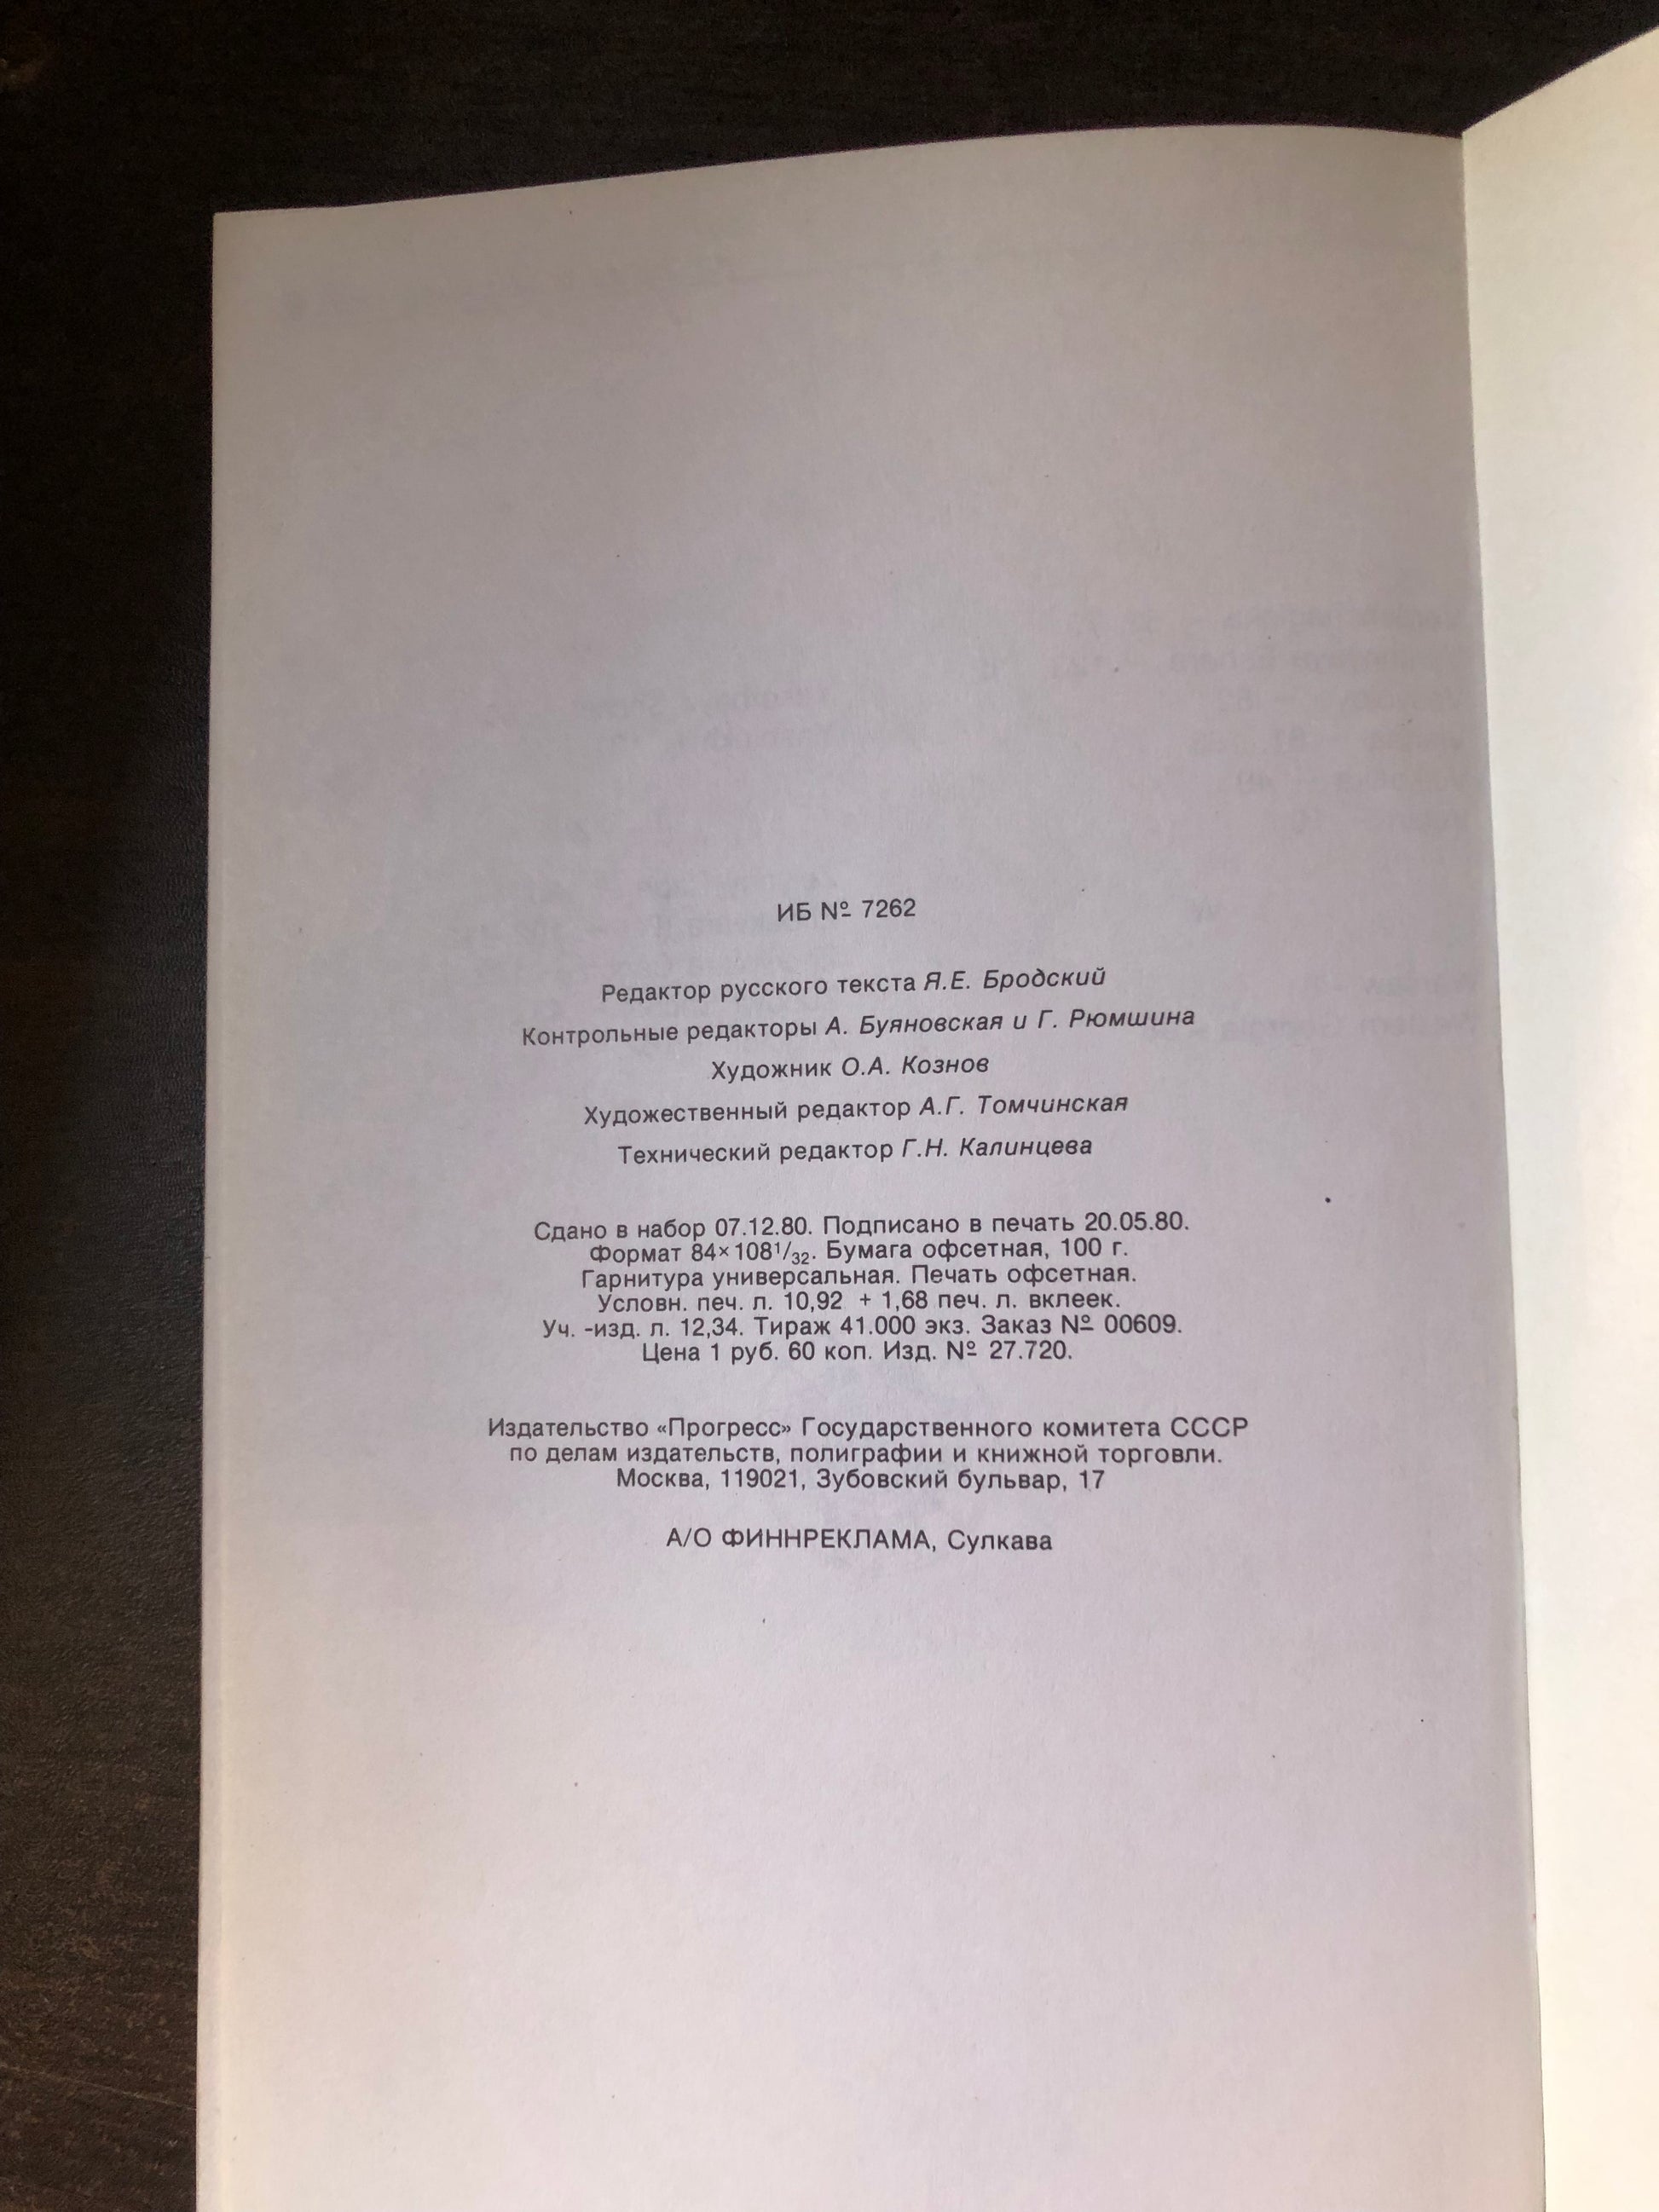 ИБ № 7262
Редактор русского текста Я.Е. Бродский
Контрольные редакторы А. Буяновская и Г. Рюмшина
Художник О.А. Кознов
Художественный редактор А.Г. Томчинская
Технический редактор Г.Н. Калинцева
Сдано в набор 07.12.80. Подписано в печать 20.05.80.
Формат 84×108¹/₃₂. Бумага офсетная, 100 г.
Гарнитура универсальная. Печать офсетная.
Условн. печ. л. 10,92 + 1,68 печ. л. вклеек.
Уч. -изд. л. 12,34. Тираж 41.000 экз. Заказ № 00609.
Цена 1 руб. 60 коп. Изд. № 27.720.
Издательство «Прогресс» Государственного комитета СССР
по делам издательств, полиграфии и книжной торговли.
Москва, 119021, Зубовский бульвар, 17
А/О ФИННРЕКЛАМА, Сулкава